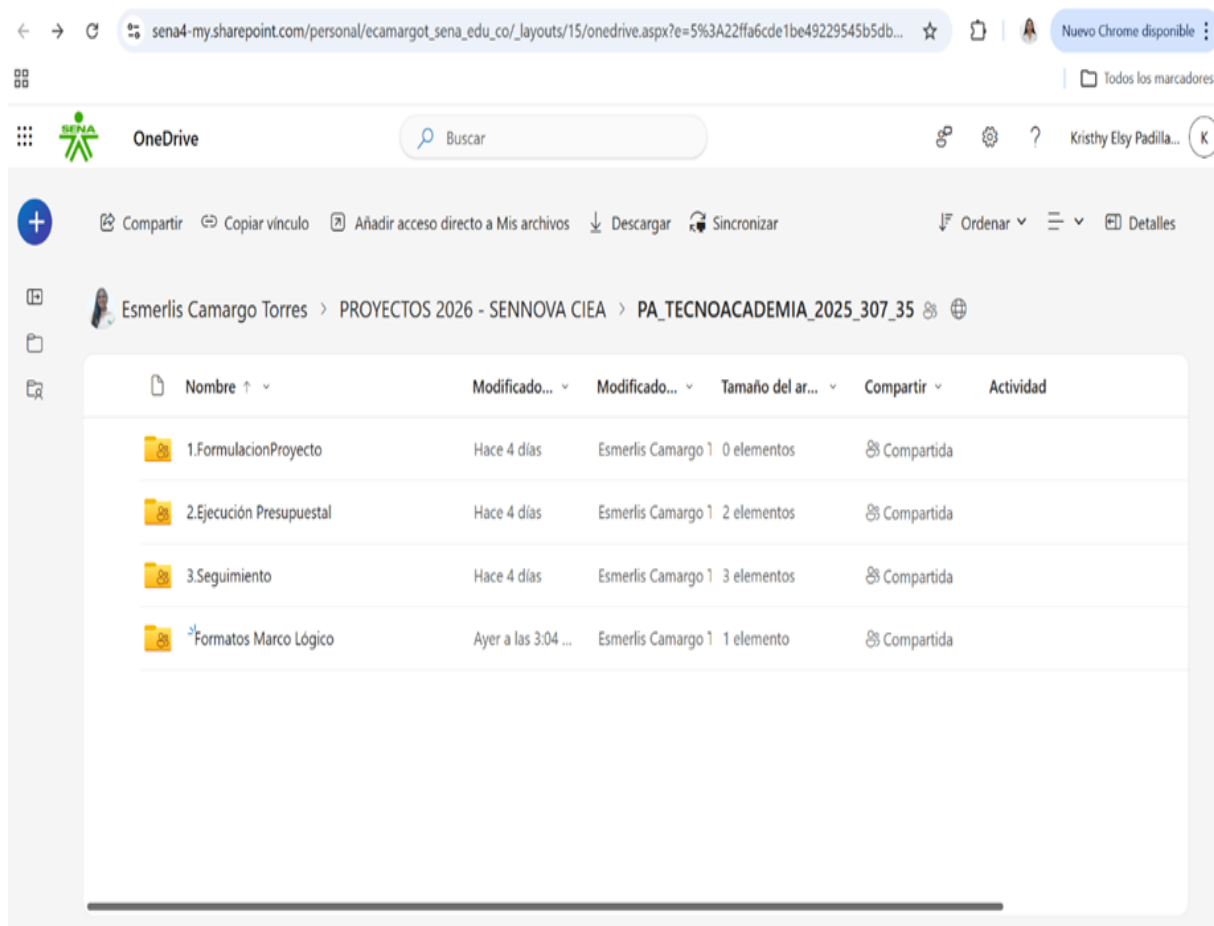 sena4-my.sharepoint.com/personal/ecamargot_sena_edu_co/_layouts/15/onedrive.aspx?e=5%3A22ffa6cde1be49229545b5db...
Nuevo Chrome disponible
Todos los marcadores
SENA
OneDrive
Buscar
Kristhy Elsy Padilla...
K
Compartir
Copiar vínculo
Añadir acceso directo a Mis archivos
Descargar
Sincronizar
Ordenar
Detalles
Esmerlis Camargo Torres > PROYECTOS 2026 - SENNOVA CIEA > PA_TECNOACADEMIA_2025_307_35
Nombre Modificado... Modificado... Tamaño del ar... Compartir Actividad
1.FormulacionProyecto Hace 4 días Esmerlis Camargo T 0 elementos Compartida
2.Ejecución Presupuestal Hace 4 días Esmerlis Camargo T 2 elementos Compartida
3.Seguimiento Hace 4 días Esmerlis Camargo T 3 elementos Compartida
Formatos Marco Lógico Ayer a las 3:04 ... Esmerlis Camargo T 1 elemento Compartida